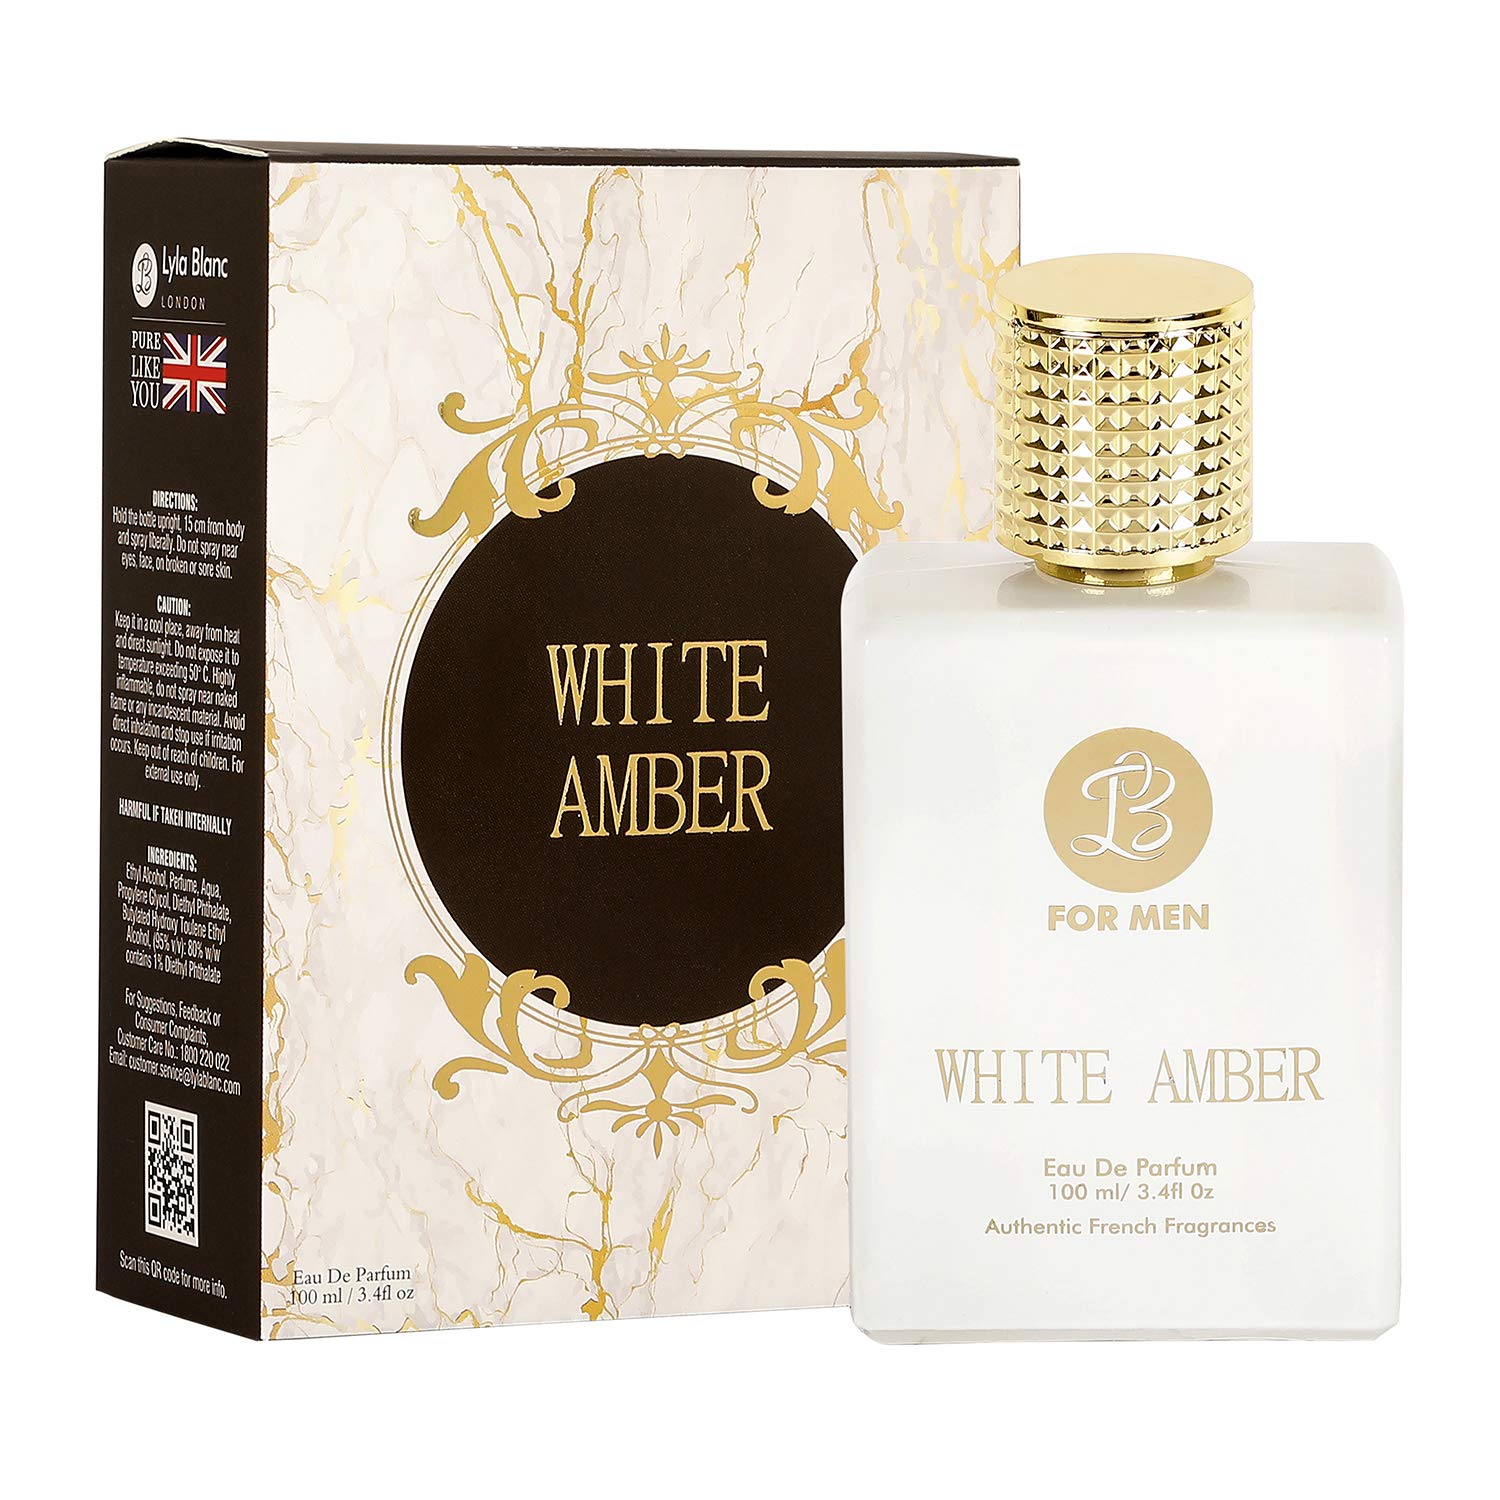 Lyla Blanc
LONDON
PURE
LIKE
YOU
DIRECTIONS:
Hold the bottle upright, 15 cm from body
and spray liberally. Do not spray near
eyes, face, on broken or sore skin.
CAUTION:
Keep it in a cool place, away from heat
and direct sunlight. Do not expose it to
temperature exceeding 50° C. Highly
inflammable, do not spray near naked
flame or any incandescent material. Avoid
direct inhalation and stop use if irritation
occurs. Keep out of reach of children. For
external use only.
HARMFUL IF TAKEN INTERNALLY
INGREDIENTS:
Ethyl Alcohol, Perfume, Aqua,
Propylene Glycol, Diethyl Phthalate,
Butylated Hydroxy Toulene Ethyl
Alcohol, (95% v/v): 80% w/w
contains 1% Diethyl Phthalate
For Suggestions, Feedback or
Consumer Complaints,
Customer Care No.: 1800 220 022
Email: customer.service@lylablanc.com
Scan this QR code for more info.
WHITE
AMBER
Eau De Parfum
100 ml / 3.4fl oz
LB
FOR MEN
WHITE AMBER
Eau De Parfum
100 ml/ 3.4fl 0z
Authentic French Fragrances